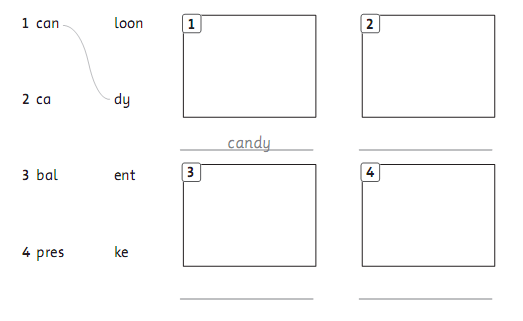 1 can loon
2 ca dy
3 bal ent
4 pres ke
1
2
candy
3
4